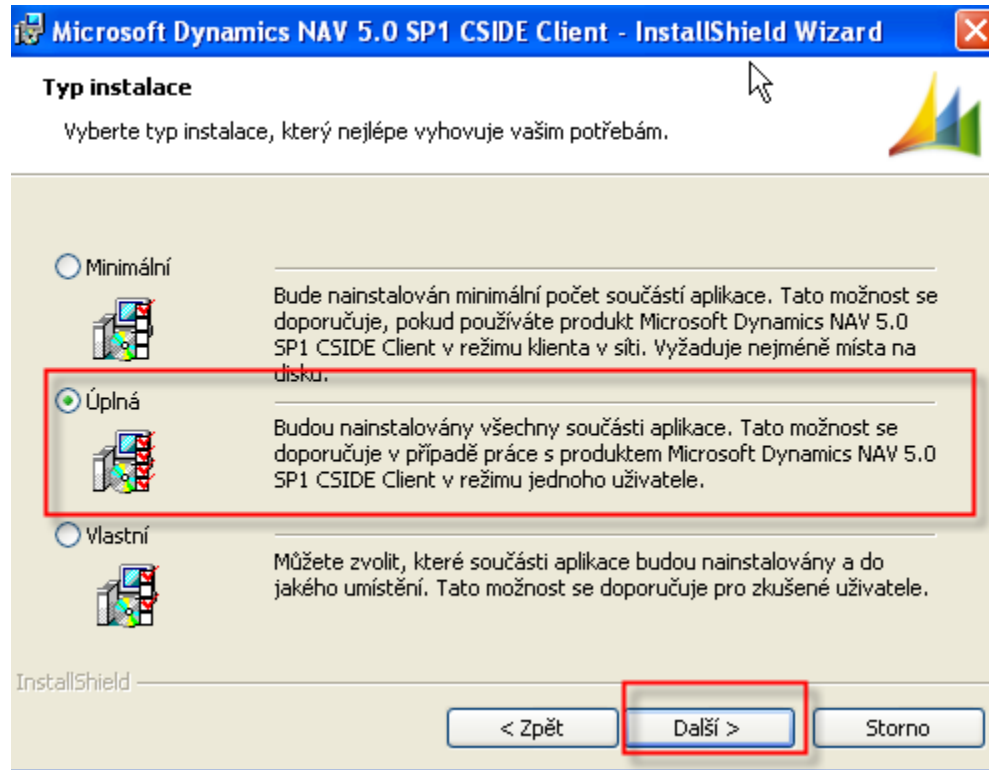 Microsoft Dynamics NAV 5.0 SP1 CSIDE Client - InstallShield Wizard
Typ instalace
Vyberte typ instalace, který nejlépe vyhovuje vašim potřebám.
Minimální
Bude nainstalován minimální počet součástí aplikace. Tato možnost se
doporučuje, pokud používáte produkt Microsoft Dynamics NAV 5.0
SP1 CSIDE Client v režimu klienta v síti. Vyžaduje nejméně místa na
disku.
Úplná
Budou nainstalovány všechny součásti aplikace. Tato možnost se
doporučuje v případě práce s produktem Microsoft Dynamics NAV 5.0
SP1 CSIDE Client v režimu jednoho uživatele.
Vlastní
Můžete zvolit, které součásti aplikace budou nainstalovány a do
jakého umístění. Tato možnost se doporučuje pro zkušené uživatele.
InstallShield
< Zpět
Další >
Storno